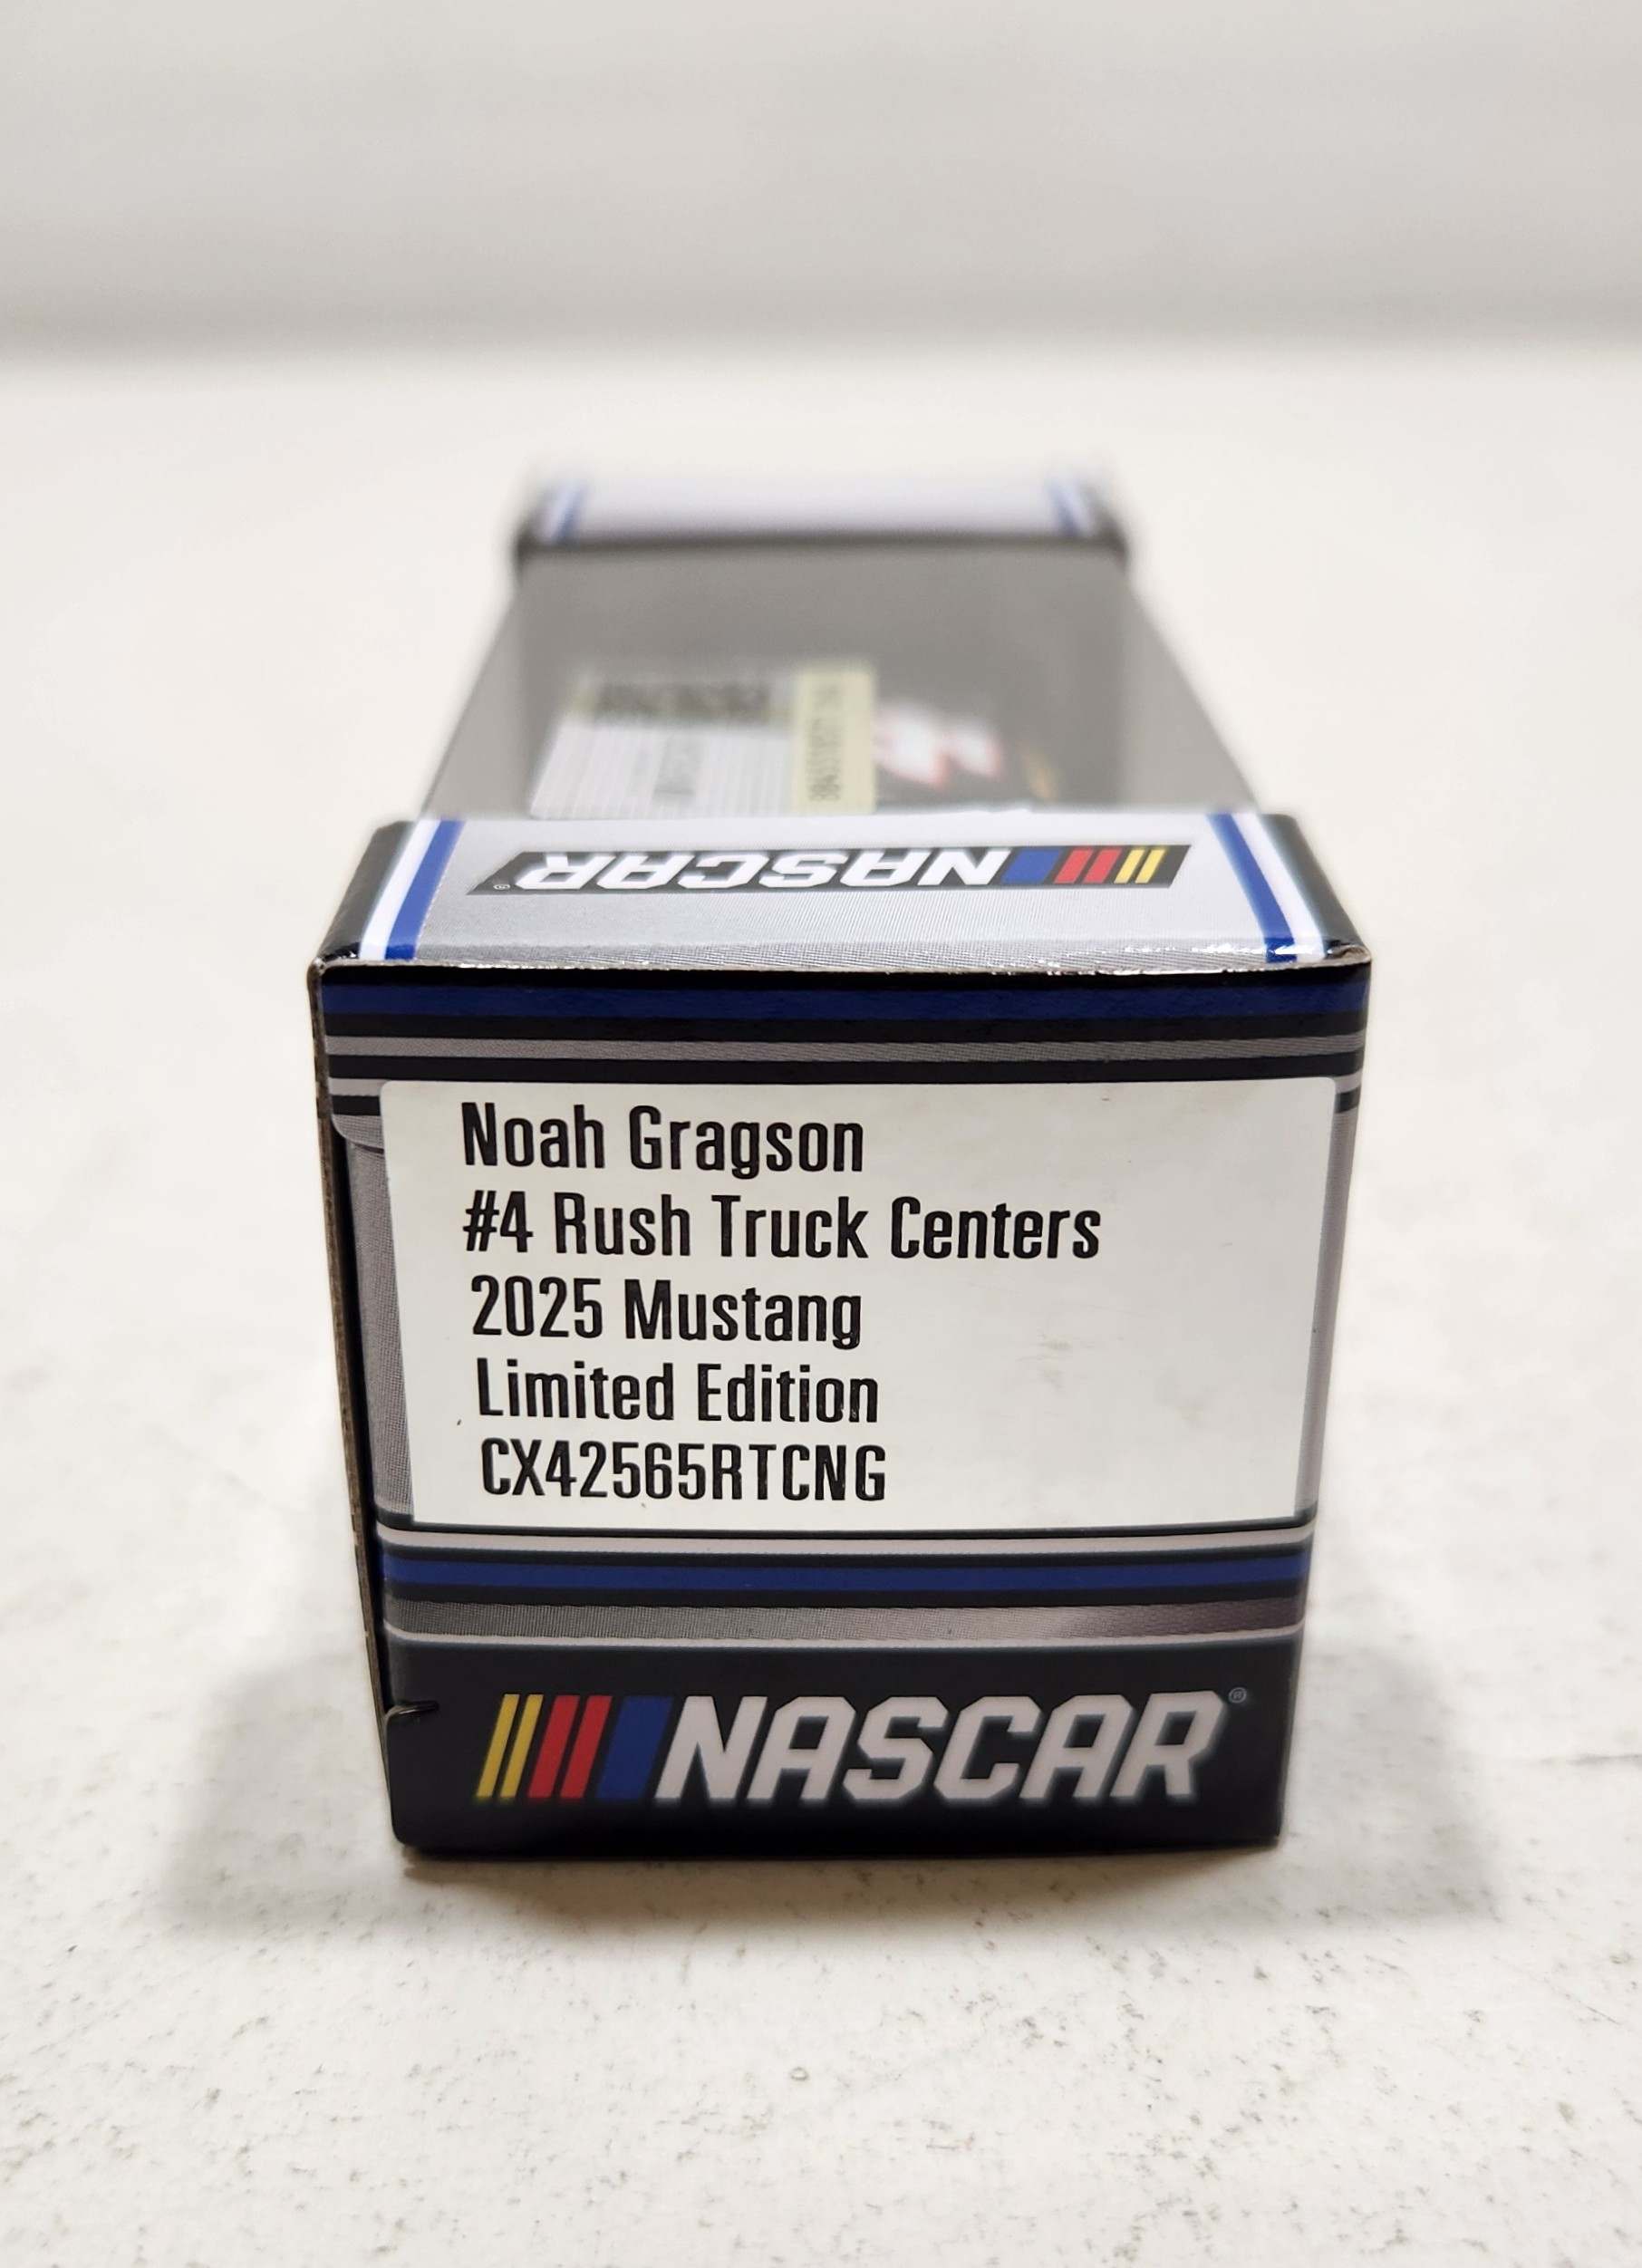 NASCAR
Noah Gragson
#4 Rush Truck Centers
2025 Mustang
Limited Edition
CX42565RTCNG
NASCAR®